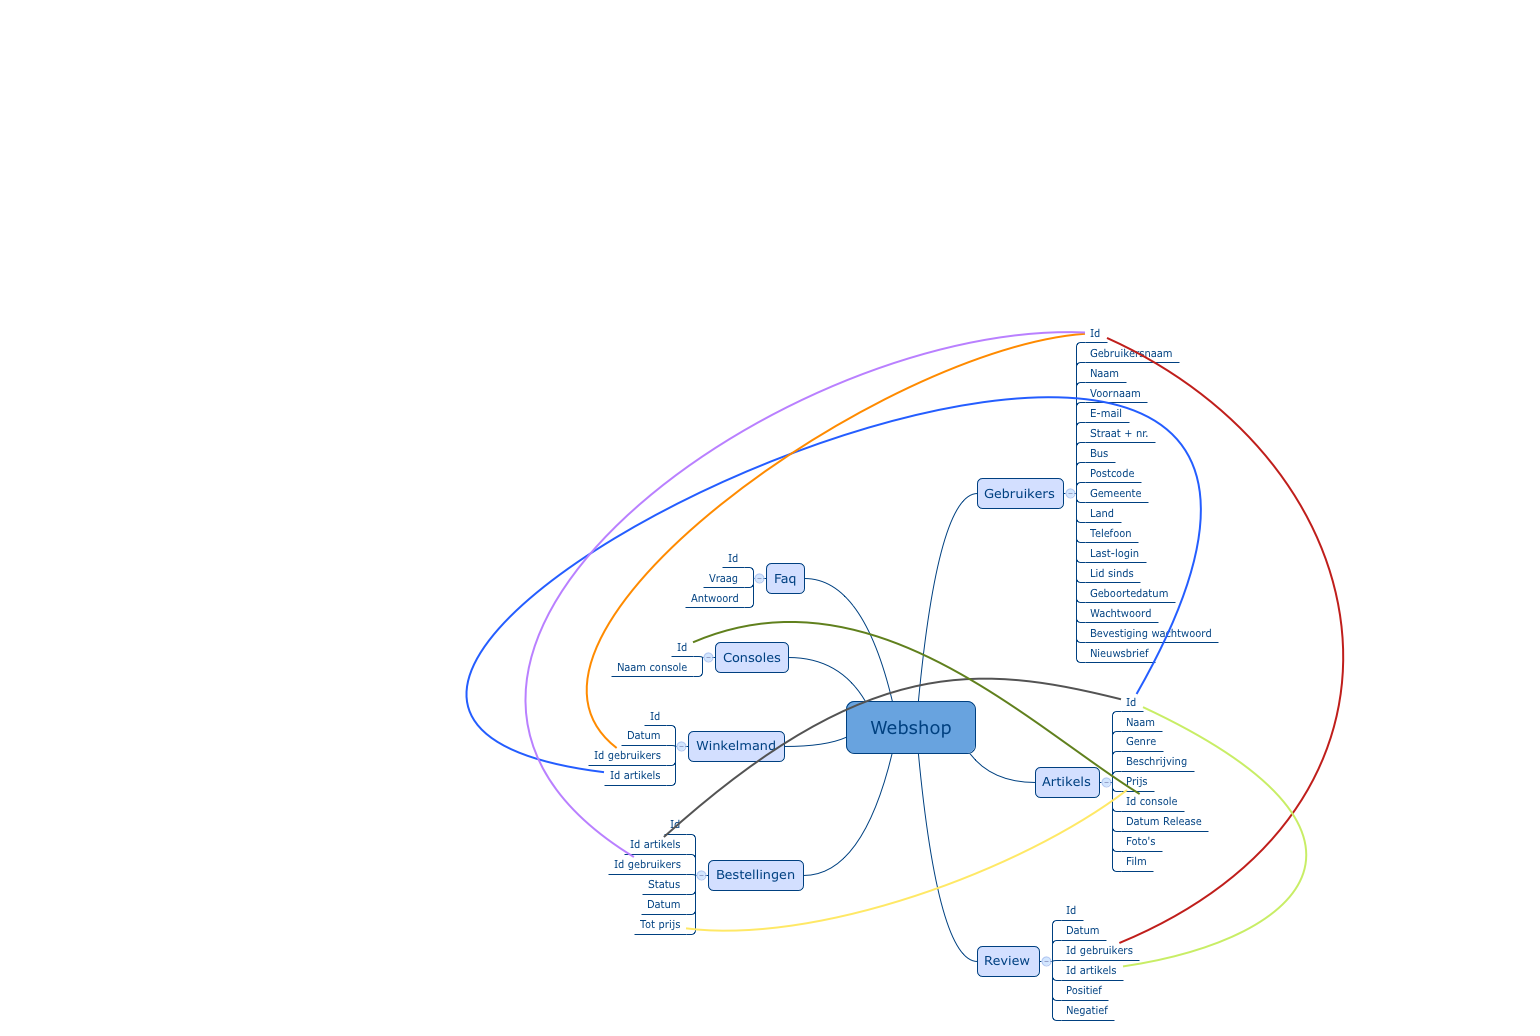 Webshop
Gebruikers
Id
Gebruikersnaam
Naam
Voornaam
E-mail
Straat + nr.
Bus
Postcode
Gemeente
Land
Telefoon
Last-login
Lid sinds
Geboortedatum
Wachtwoord
Bevestiging wachtwoord
Nieuwsbrief
Artikels
Id
Naam
Genre
Beschrijving
Prijs
Id console
Datum Release
Foto's
Film
Review
Id
Datum
Id gebruikers
Id artikels
Positief
Negatief
Faq
Id
Vraag
Antwoord
Consoles
Id
Naam console
Winkelmand
Id
Datum
Id gebruikers
Id artikels
Bestellingen
Id
Id artikels
Id gebruikers
Status
Datum
Tot prijs